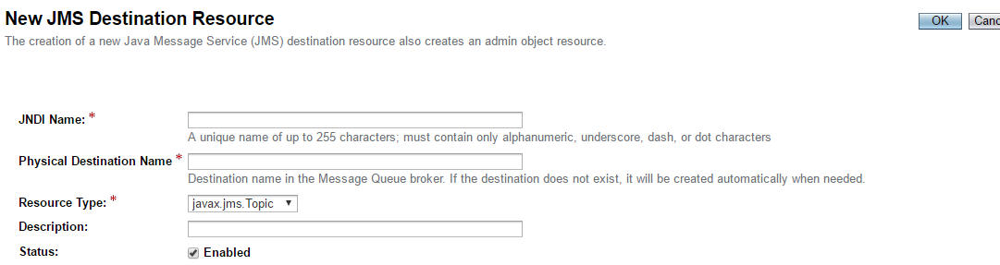 New JMS Destination Resource
OK Canc
The creation of a new Java Message Service (JMS) destination resource also creates an admin object resource.
JNDI Name: *
A unique name of up to 255 characters; must contain only alphanumeric, underscore, dash, or dot characters
Physical Destination Name *
Destination name in the Message Queue broker. If the destination does not exist, it will be created automatically when needed.
Resource Type: * javax.jms.Topic
Description:
Status: Enabled